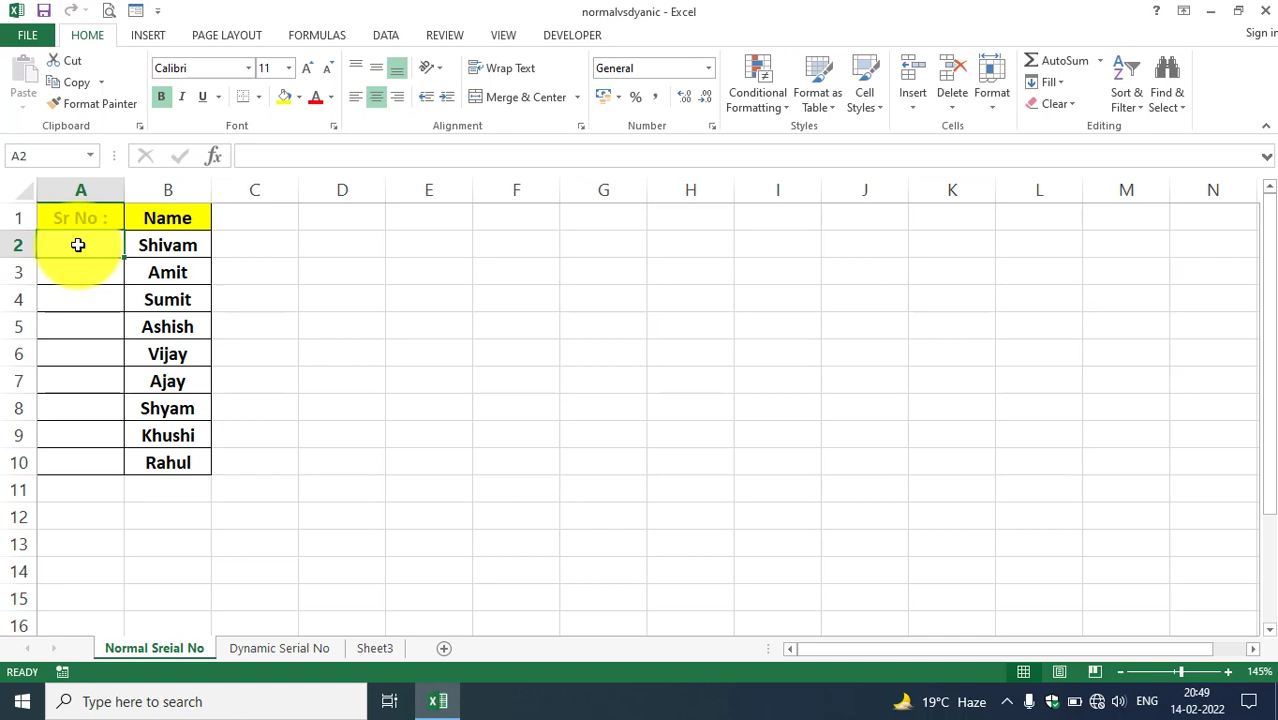 normalvsdyanic - Excel
?
Sign in
FILE
HOME
INSERT
PAGE LAYOUT
FORMULAS
DATA
REVIEW
VIEW
DEVELOPER
Paste
Cut
Copy
Format Painter
Clipboard
Calibri
11
A
A
B
I
U
A
Font
Wrap Text
Merge & Center
Alignment
General
%
,
Number
Conditional
Formatting
Format as
Table
Cell
Styles
Styles
Insert
Delete
Format
Cells
AutoSum
Fill
Clear
Sort &
Filter
Find &
Select
Editing
A2
fx
A B C D E F G H I J K L M N
1 Sr No : Name
2 Shivam
3 Amit
4 Sumit
5 Ashish
6 Vijay
7 Ajay
8 Shyam
9 Khushi
10 Rahul
11
12
13
14
15
16
Normal Sreial No
Dynamic Serial No
Sheet3
READY
145%
Type here to search
19°C Haze
ENG
20:49
14-02-2022